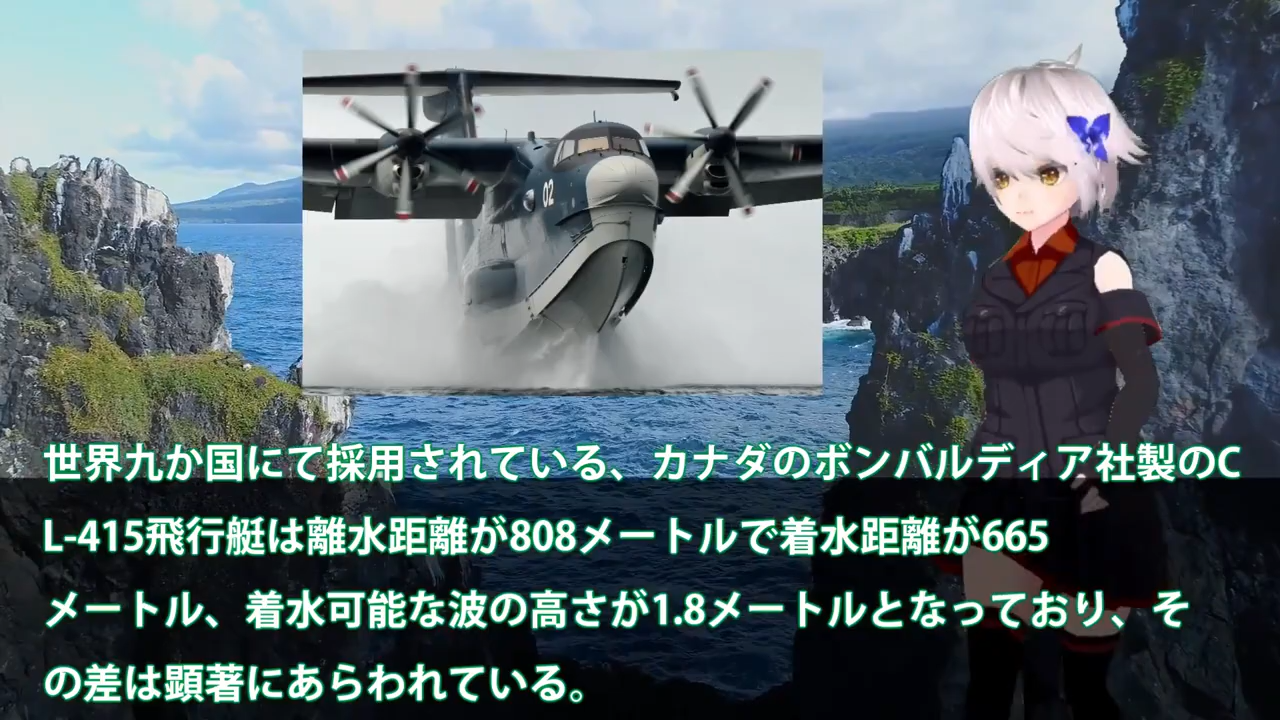 02
世界九か国にて採用されている、カナダのボンバルディア社製のC
L-415飛行艇は離水距離が808メートルで着水距離が665
メートル、着水可能な波の高さが1.8メートルとなっており、そ
の差は顕著にあらわれている。